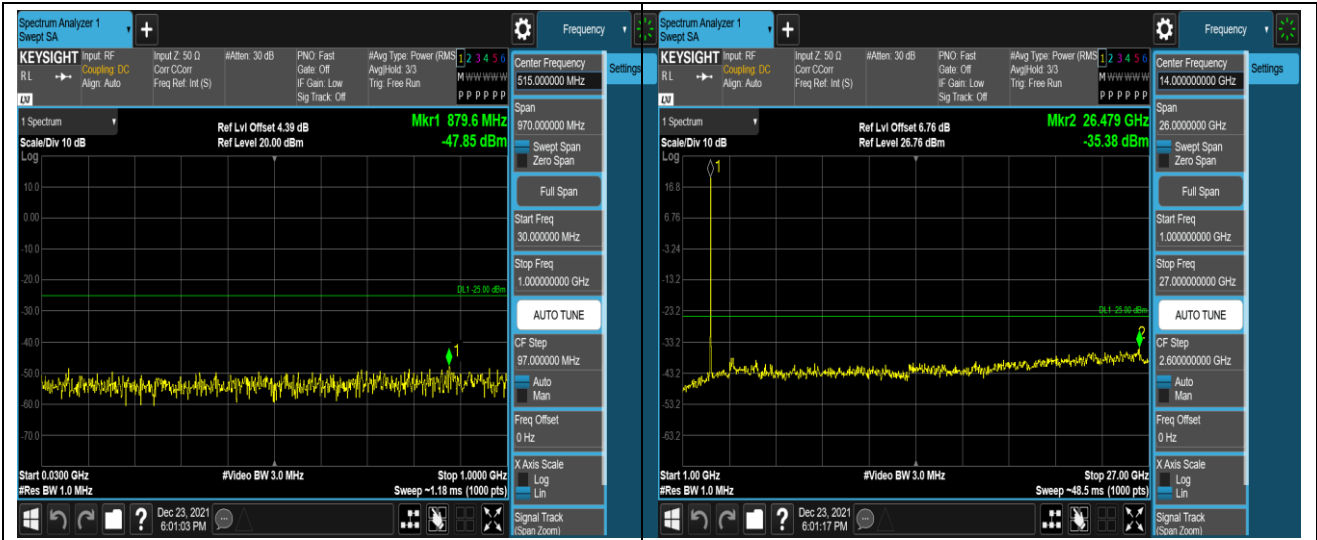 Spectrum Analyzer 1
Swept SA
+
Frequency
KEYSIGHT
RL
LXI
Input: RF
Coupling: DC
Align: Auto
Input Z: 50 Ω
Corr CCorr
Freq Ref: Int (S)
#Atten: 30 dB
PNO: Fast
Gate: Off
IF Gain: Low
Sig Track: Off
#Avg Type: Power (RMS
Avg|Hold: 3/3
Trig: Free Run
1 2 3 4 5 6
M W W W W W
P P P P P P
Settings
1 Spectrum
Scale/Div 10 dB
Ref Lvl Offset 4.39 dB
Ref Level 20.00 dBm
Mkr1 879.6 MHz
-47.85 dBm
Log
10.0
0.00
-10.0
-20.0
DL1 -25.00 dBm
-30.0
-40.0
1
-50.0
-60.0
-70.0
Start 0.0300 GHz
#Res BW 1.0 MHz
#Video BW 3.0 MHz
Stop 1.0000 GHz
Sweep ~1.18 ms (1000 pts)
Center Frequency
515.000000 MHz
Span
970.000000 MHz
Swept Span
Zero Span
Full Span
Start Freq
30.000000 MHz
Stop Freq
1.000000000 GHz
AUTO TUNE
CF Step
97.000000 MHz
Auto
Man
Freq Offset
0 Hz
X Axis Scale
Log
Lin
Signal Track
(Span Zoom)
?
Dec 23, 2021
6:01:03 PM
Spectrum Analyzer 1
Swept SA
+
Frequency
KEYSIGHT
RL
LXI
Input: RF
Coupling: DC
Align: Auto
Input Z: 50 Ω
Corr CCorr
Freq Ref: Int (S)
#Atten: 30 dB
PNO: Fast
Gate: Off
IF Gain: Low
Sig Track: Off
#Avg Type: Power (RMS
Avg|Hold: 3/3
Trig: Free Run
1 2 3 4 5 6
M W W W W W
P P P P P P
Settings
1 Spectrum
Scale/Div 10 dB
Ref Lvl Offset 6.76 dB
Ref Level 26.76 dBm
Mkr2 26.479 GHz
-35.38 dBm
Log
1
16.8
6.76
-3.24
-13.2
-23.2
DL1 -25.00 dBm
2
-33.2
-43.2
-53.2
-63.2
Start 1.00 GHz
#Res BW 1.0 MHz
#Video BW 3.0 MHz
Stop 27.00 GHz
Sweep ~48.5 ms (1000 pts)
Center Frequency
14.000000000 GHz
Span
26.0000000 GHz
Swept Span
Zero Span
Full Span
Start Freq
1.000000000 GHz
Stop Freq
27.000000000 GHz
AUTO TUNE
CF Step
2.600000000 GHz
Auto
Man
Freq Offset
0 Hz
X Axis Scale
Log
Lin
Signal Track
(Span Zoom)
?
Dec 23, 2021
6:01:17 PM